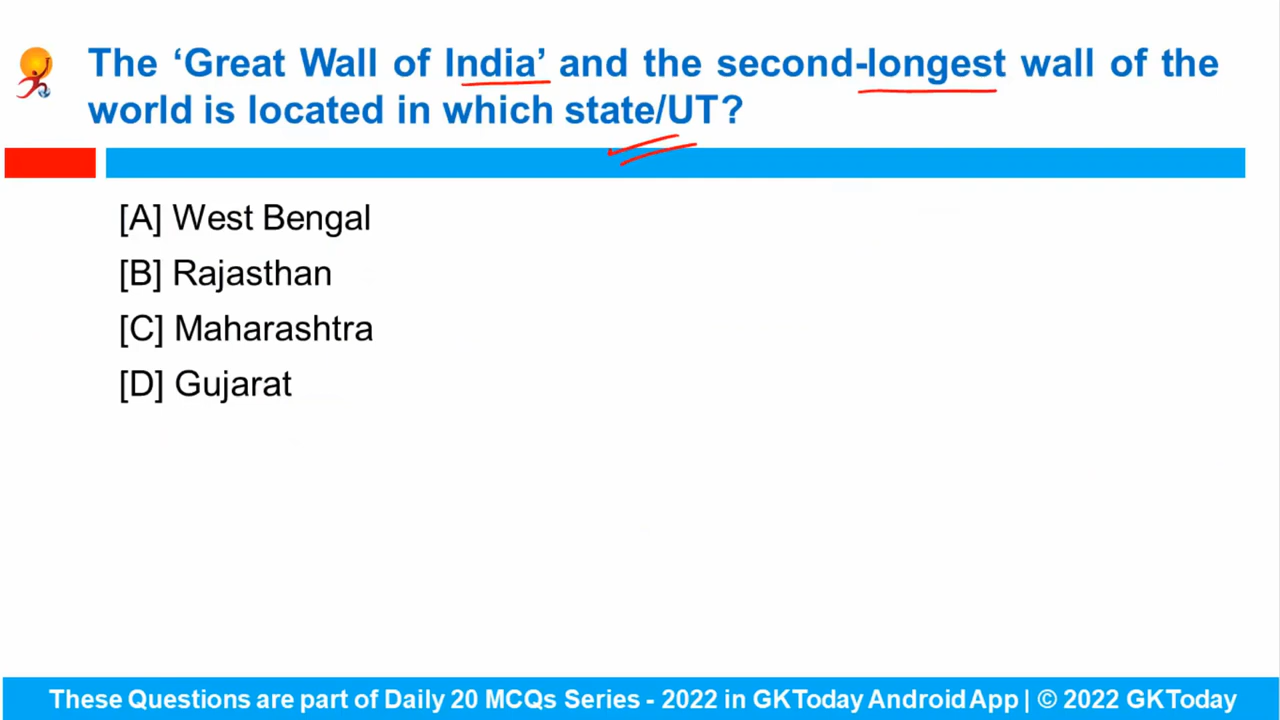 The ‘Great Wall of India’ and the second-longest wall of the
world is located in which state/UT?
[A] West Bengal
[B] Rajasthan
[C] Maharashtra
[D] Gujarat
These Questions are part of Daily 20 MCQs Series - 2022 in GKToday Android App | © 2022 GKToday